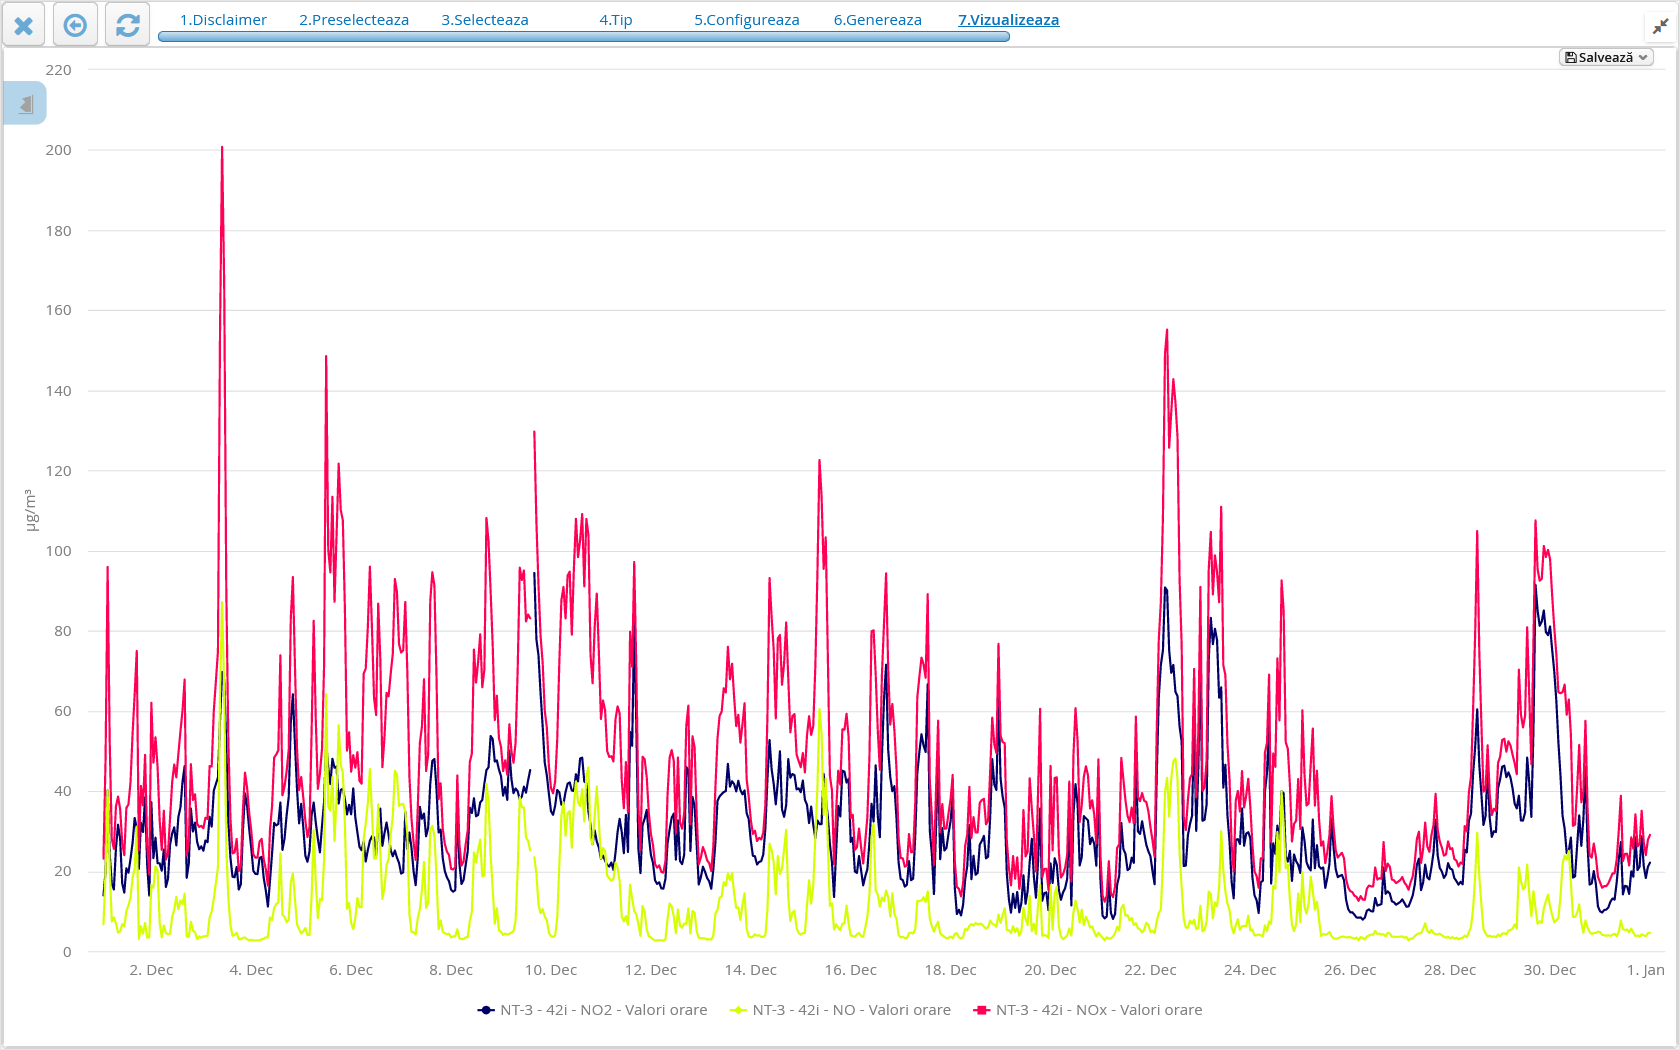 1.Disclaimer 2.Preselecteaza 3.Selecteaza 4.Tip 5.Configureaza 6.Genereaza 7.Vizualizeaza
Salvează
220
200
180
160
140
120
100
80
60
40
20
0
µg/m³
2. Dec 4. Dec 6. Dec 8. Dec 10. Dec 12. Dec 14. Dec 16. Dec 18. Dec 20. Dec 22. Dec 24. Dec 26. Dec 28. Dec 30. Dec 1. Jan
NT-3 - 42i - NO2 - Valori orare NT-3 - 42i - NO - Valori orare NT-3 - 42i - NOx - Valori orare